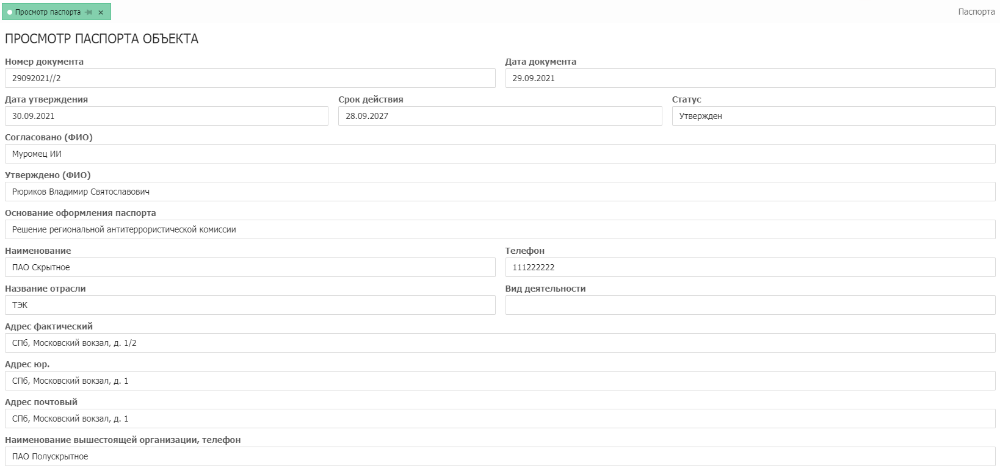 Просмотр паспорта
Паспорта
ПРОСМОТР ПАСПОРТА ОБЪЕКТА
Номер документа
Дата документа
29092021//2
29.09.2021
Дата утверждения
Срок действия
Статус
30.09.2021
28.09.2027
Утвержден
Согласовано (ФИО)
Муромец ИИ
Утверждено (ФИО)
Рюриков Владимир Святославович
Основание оформления паспорта
Решение региональной антитеррористической комиссии
Наименование
Телефон
ПАО Скрытное
111222222
Название отрасли
Вид деятельности
ТЭК
Адрес фактический
СПб, Московский вокзал, д. 1/2
Адрес юр.
СПб, Московский вокзал, д. 1
Адрес почтовый
СПб, Московский вокзал, д. 1
Наименование вышестоящей организации, телефон
ПАО Полускрытное